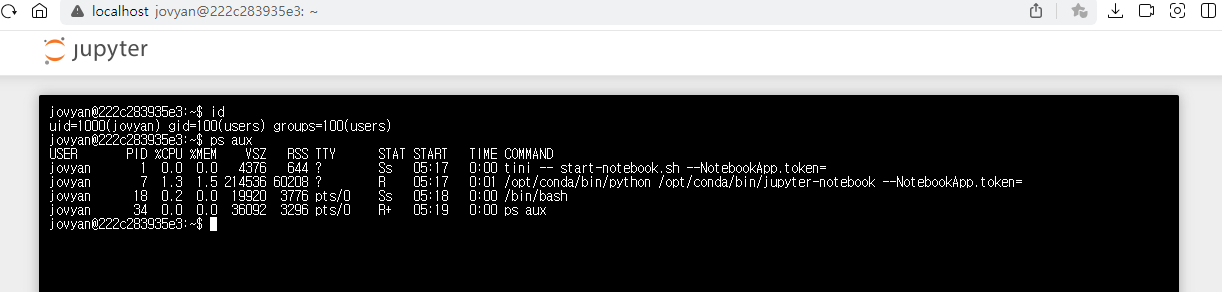 localhost jovyan@222c283935e3: ~
jupyter
jovyan@222c283935e3:~$ id
uid=1000(jovyan) gid=100(users) groups=100(users)
jovyan@222c283935e3:~$ ps aux
USER       PID %CPU %MEM    VSZ   RSS TTY      STAT START   TIME COMMAND
jovyan       1  0.0  0.0   4376   644 ?        Ss   05:17   0:00 tini -- start-notebook.sh --NotebookApp.token=
jovyan       7  1.3  1.5 214536 60208 ?        R    05:17   0:01 /opt/conda/bin/python /opt/conda/bin/jupyter-notebook --NotebookApp.token=
jovyan      18  0.2  0.0  19920  3776 pts/0    Ss   05:18   0:00 /bin/bash
jovyan      34  0.0  0.0  36092  3296 pts/0    R+   05:19   0:00 ps aux
jovyan@222c283935e3:~$